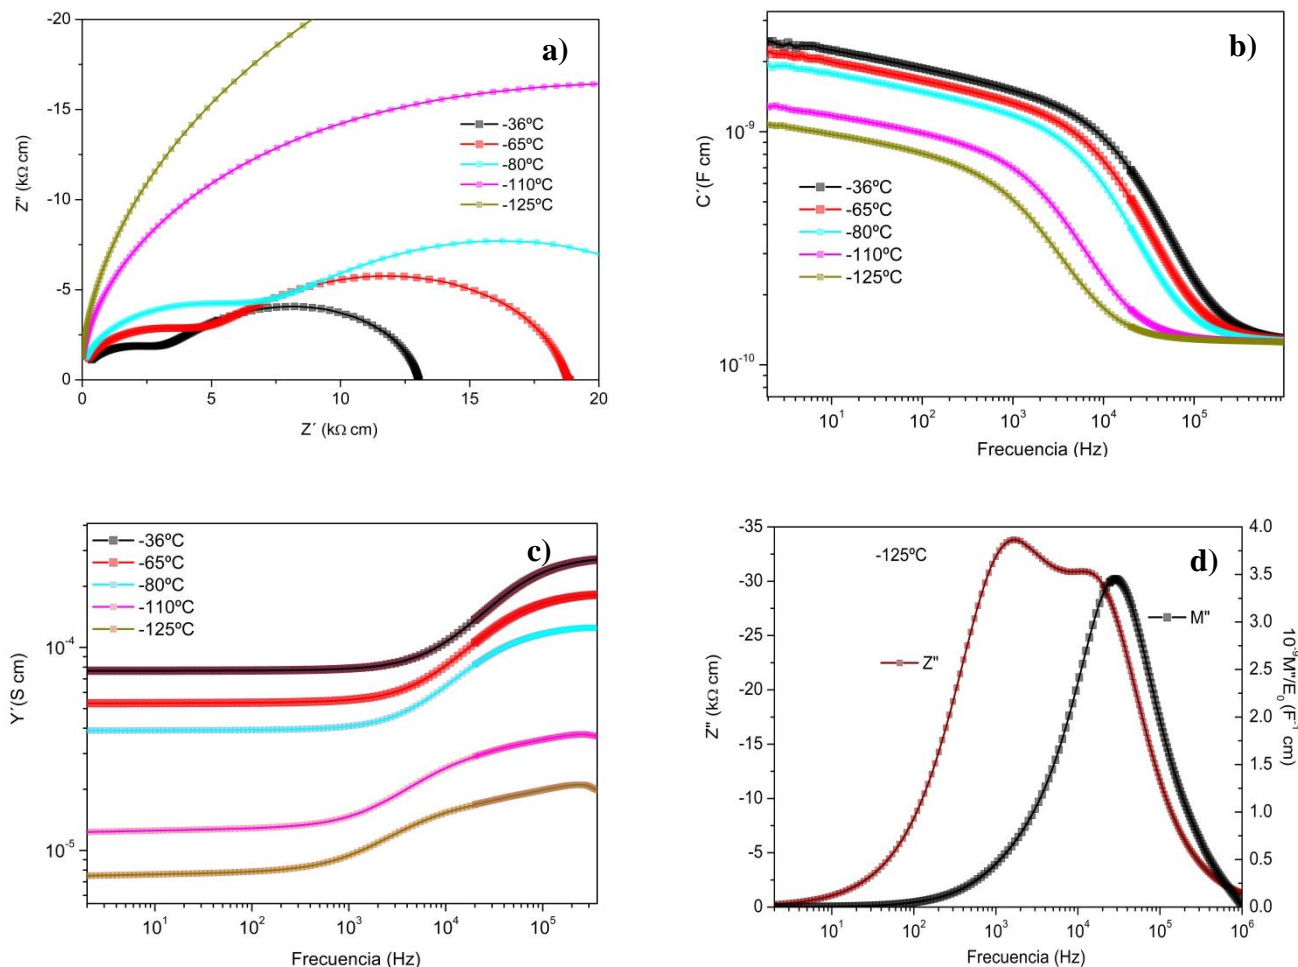 a)
-20
-15
-10
-5
0
Z'' (kΩ cm)
-36ºC
-65ºC
-80ºC
-110ºC
-125ºC
0 5 10 15 20
Z´ (kΩ cm)
b)
10⁻⁹
10⁻¹⁰
C´(F cm)
-36ºC
-65ºC
-80ºC
-110ºC
-125ºC
10¹ 10² 10³ 10⁴ 10⁵
Frecuencia (Hz)
c)
10⁻⁴
10⁻⁵
Y´(S cm)
-36ºC
-65ºC
-80ºC
-110ºC
-125ºC
10¹ 10² 10³ 10⁴ 10⁵
Frecuencia (Hz)
d)
-125ºC
-35
-30
-25
-20
-15
-10
-5
0
Z'' (kΩ cm)
Z''
M''
4.0
3.5
3.0
2.5
2.0
1.5
1.0
0.5
0.0
10⁻⁹M''/E₀ (F⁻¹ cm)
10¹ 10² 10³ 10⁴ 10⁵ 10⁶
Frecuencia (Hz)